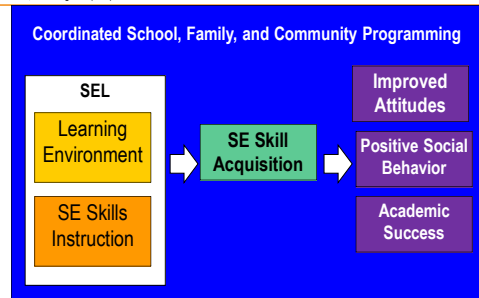 Coordinated School, Family, and Community Programming
SEL
Learning
Environment
SE Skills
Instruction
SE Skill
Acquisition
Improved
Attitudes
Positive Social
Behavior
Academic
Success